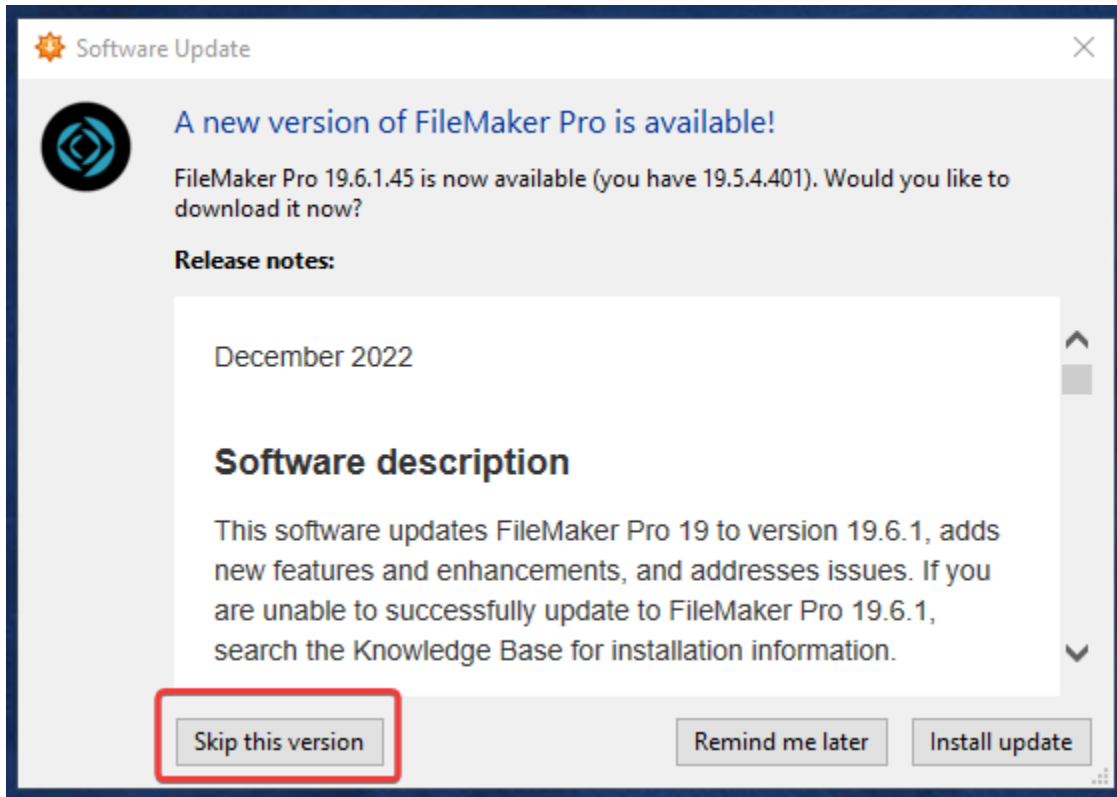 Software Update
A new version of FileMaker Pro is available!
FileMaker Pro 19.6.1.45 is now available (you have 19.5.4.401). Would you like to
download it now?
Release notes:
December 2022
Software description
This software updates FileMaker Pro 19 to version 19.6.1, adds
new features and enhancements, and addresses issues. If you
are unable to successfully update to FileMaker Pro 19.6.1,
search the Knowledge Base for installation information.
Skip this version
Remind me later
Install update